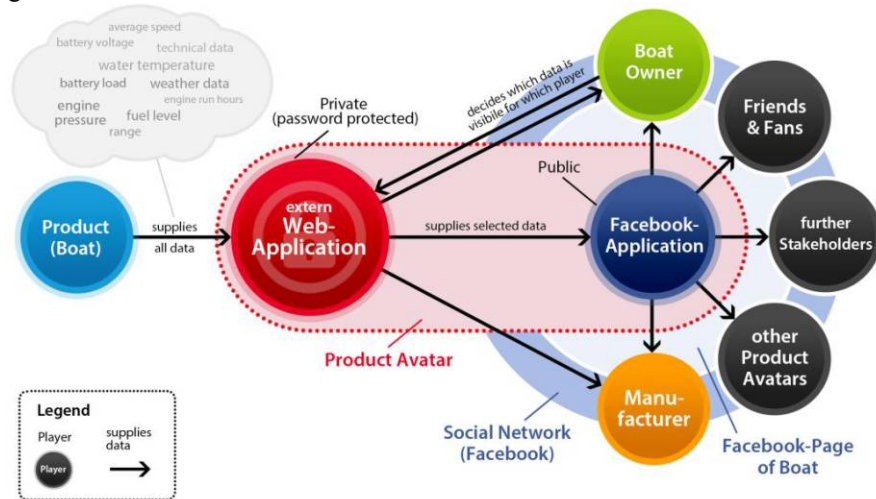 average speed
battery voltage
technical data
water temperature
battery load
weather data
engine
pressure
engine run hours
fuel level
range
Private
(password protected)
decides which data is
visibile for which player
Boat
Owner
Friends
& Fans
Public
Product
(Boat)
supplies
all data
extern
Web-
Application
supplies selected data
Facebook-
Application
further
Stakeholders
Product Avatar
other
Product
Avatars
Manu-
facturer
Social Network
(Facebook)
Facebook-Page
of Boat
Legend
Player
supplies
data
Player